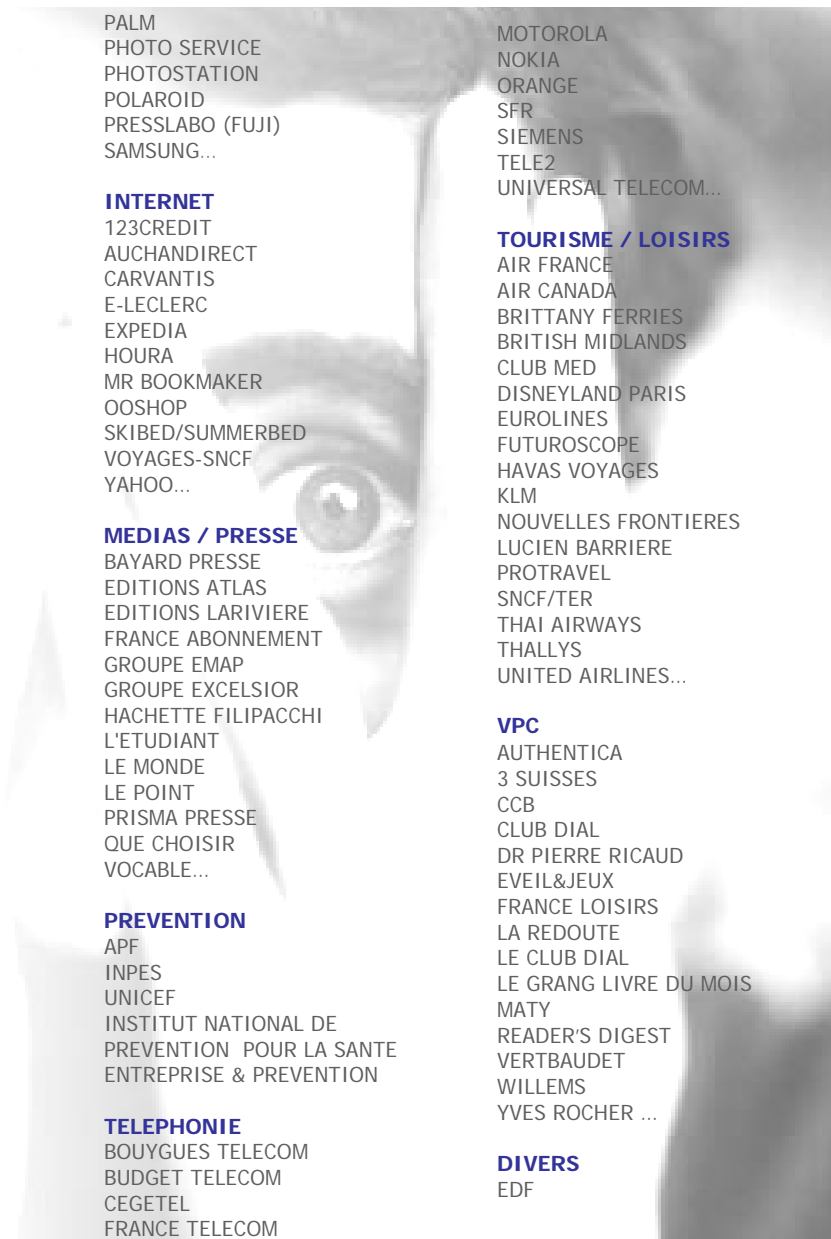 PALM
PHOTO SERVICE
PHOTOSTATION
POLAROID
PRESSLABO (FUJI)
SAMSUNG...
INTERNET
123CREDIT
AUCHANDIRECT
CARVANTIS
E-LECLERC
EXPEDIA
HOURA
MR BOOKMAKER
OOSHOP
SKIBED/SUMMERBED
VOYAGES-SNCF
YAHOO...
MEDIAS / PRESSE
BAYARD PRESSE
EDITIONS ATLAS
EDITIONS LARIVIERE
FRANCE ABONNEMENT
GROUPE EMAP
GROUPE EXCELSIOR
HACHETTE FILIPACCHI
L'ETUDIANT
LE MONDE
LE POINT
PRISMA PRESSE
QUE CHOISIR
VOCABLE...
PREVENTION
APF
INPES
UNICEF
INSTITUT NATIONAL DE
PREVENTION  POUR LA SANTE
ENTREPRISE & PREVENTION
TELEPHONIE
BOUYGUES TELECOM
BUDGET TELECOM
CEGETEL
FRANCE TELECOM
MOTOROLA
NOKIA
ORANGE
SFR
SIEMENS
TELE2
UNIVERSAL TELECOM...
TOURISME / LOISIRS
AIR FRANCE
AIR CANADA
BRITTANY FERRIES
BRITISH MIDLANDS
CLUB MED
DISNEYLAND PARIS
EUROLINES
FUTUROSCOPE
HAVAS VOYAGES
KLM
NOUVELLES FRONTIERES
LUCIEN BARRIERE
PROTRAVEL
SNCF/TER
THAI AIRWAYS
THALLYS
UNITED AIRLINES...
VPC
AUTHENTICA
3 SUISSES
CCB
CLUB DIAL
DR PIERRE RICAUD
EVEIL&JEUX
FRANCE LOISIRS
LA REDOUTE
LE CLUB DIAL
LE GRANG LIVRE DU MOIS
MATY
READER’S DIGEST
VERTBAUDET
WILLEMS
YVES ROCHER ...
DIVERS
EDF